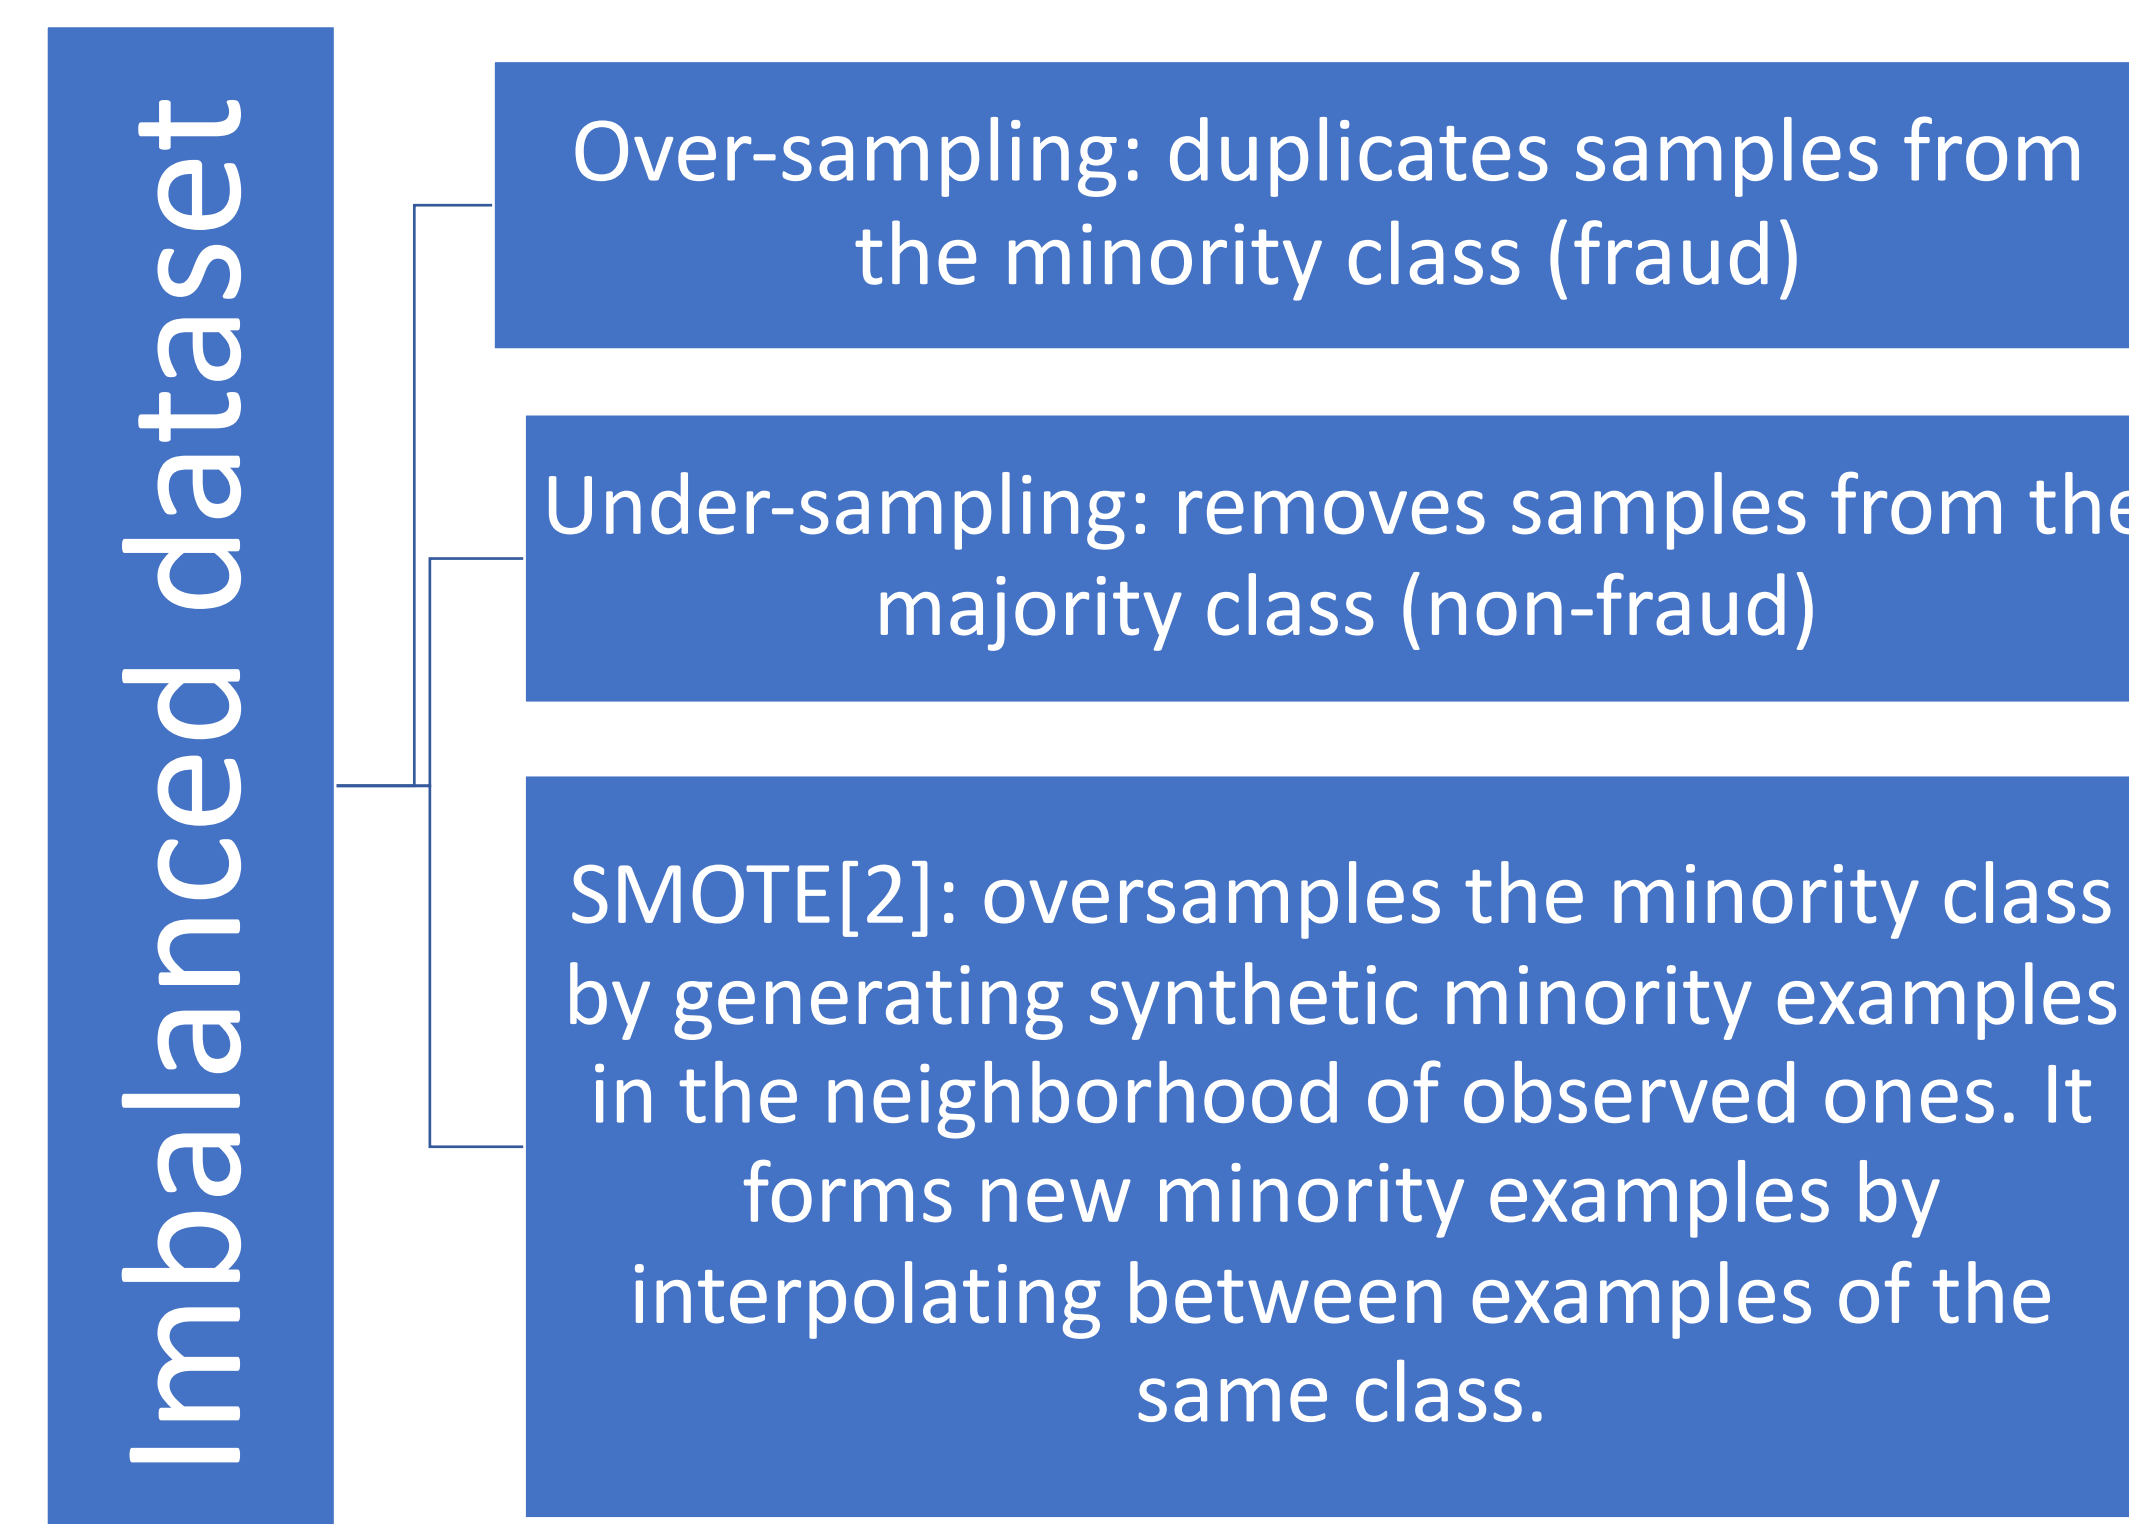 Imbalanced dataset
Over-sampling: duplicates samples from
the minority class (fraud)
Under-sampling: removes samples from the
majority class (non-fraud)
SMOTE[2]: oversamples the minority class
by generating synthetic minority examples
in the neighborhood of observed ones. It
forms new minority examples by
interpolating between examples of the
same class.